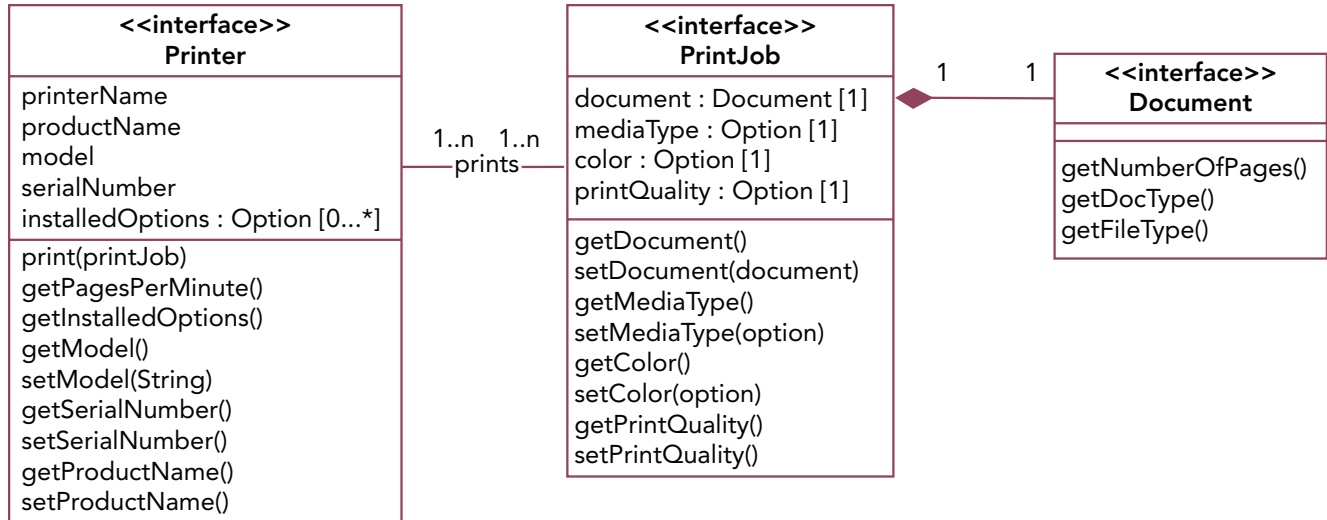 <<interface>>
Printer
printerName
productName
model
serialNumber
installedOptions : Option [0...*]
print(printJob)
getPagesPerMinute()
getInstalledOptions()
getModel()
setModel(String)
getSerialNumber()
setSerialNumber()
getProductName()
setProductName()
1..n 1..n
prints
<<interface>>
PrintJob
document : Document [1]
mediaType : Option [1]
color : Option [1]
printQuality : Option [1]
getDocument()
setDocument(document)
getMediaType()
setMediaType(option)
getColor()
setColor(option)
getPrintQuality()
setPrintQuality()
1 1
<<interface>>
Document
getNumberOfPages()
getDocType()
getFileType()